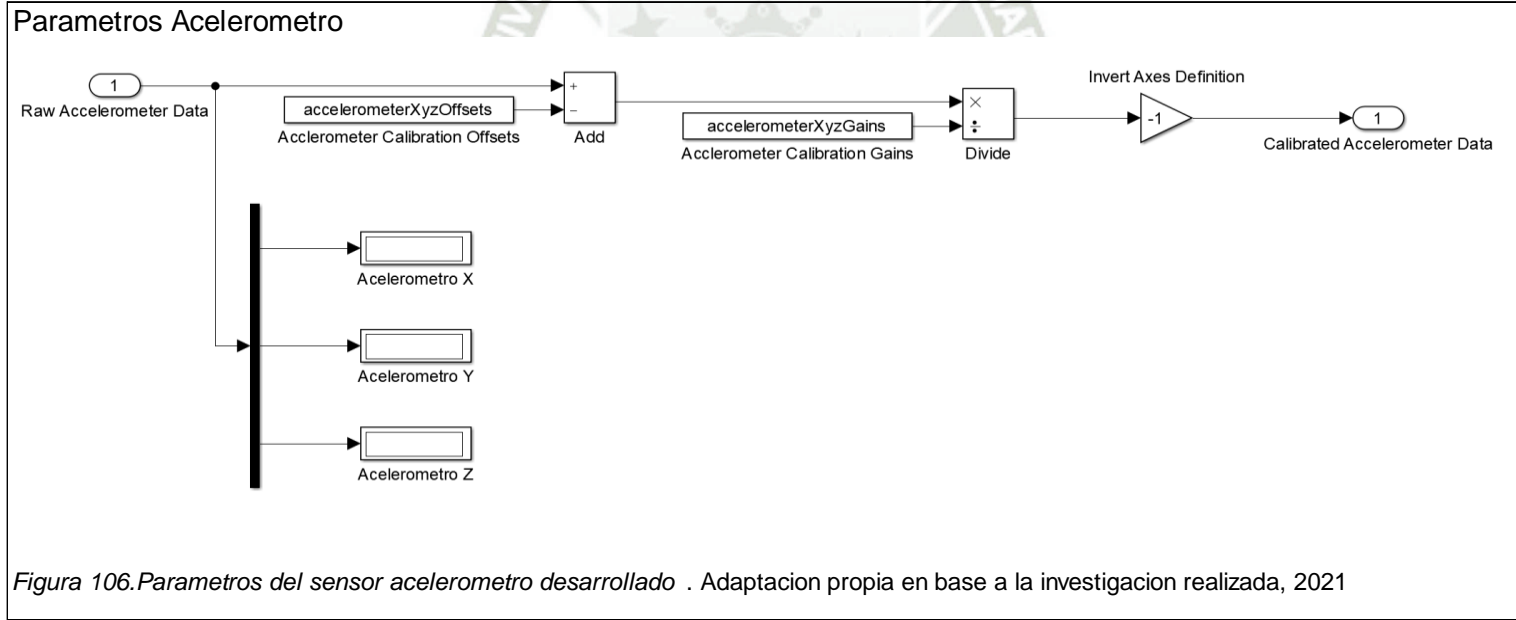 Parametros Acelerometro
1
Raw Accelerometer Data
accelerometerXyzOffsets
Acclerometer Calibration Offsets
+
−
Add
accelerometerXyzGains
Acclerometer Calibration Gains
×
÷
Divide
Invert Axes Definition
-1
1
Calibrated Accelerometer Data
Acelerometro X
Acelerometro Y
Acelerometro Z
Figura 106.Parametros del sensor acelerometro desarrollado . Adaptacion propia en base a la investigacion realizada, 2021